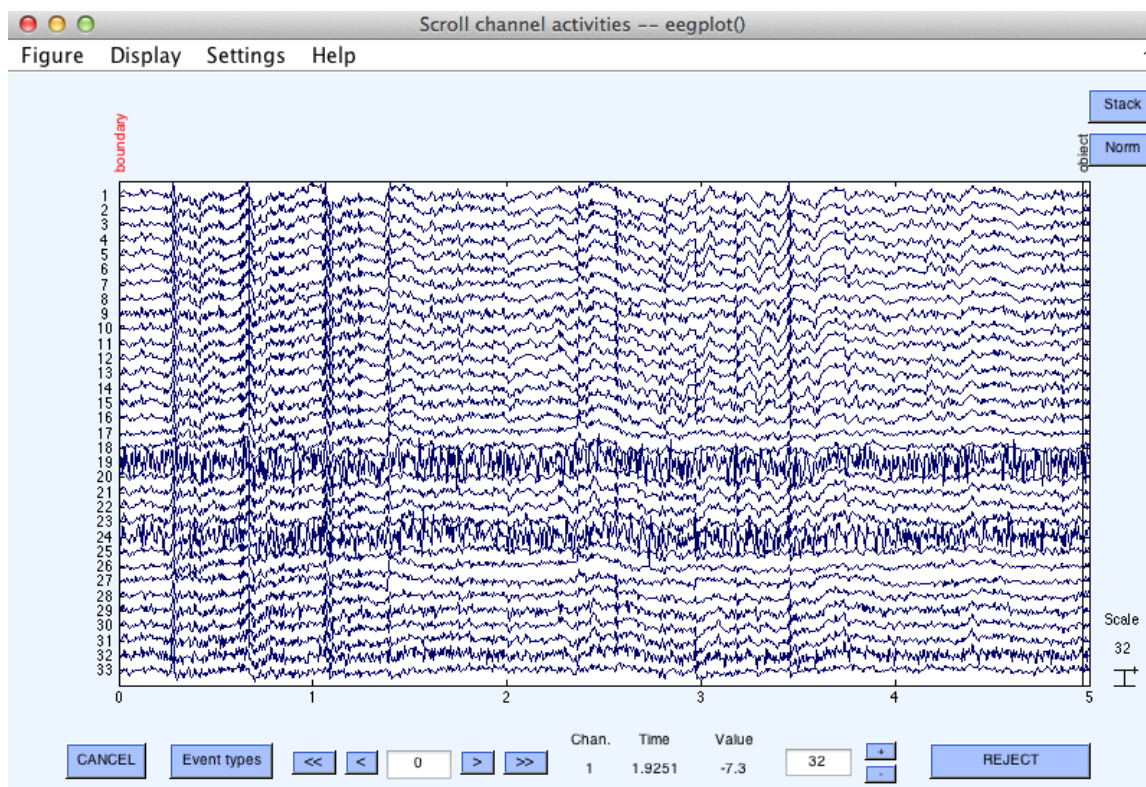 Scroll channel activities -- eegplot()
Figure Display Settings Help
Stack
Norm
boundary
object
1
2
3
4
5
6
7
8
9
10
11
12
13
14
15
16
17
18
19
20
21
22
23
24
25
26
27
28
29
30
31
32
33
0 1 2 3 4 5
Scale
32
+
CANCEL
Event types
<< < 0 > >>
Chan. Time Value
1 1.9251 -7.3
32
+
-
REJECT